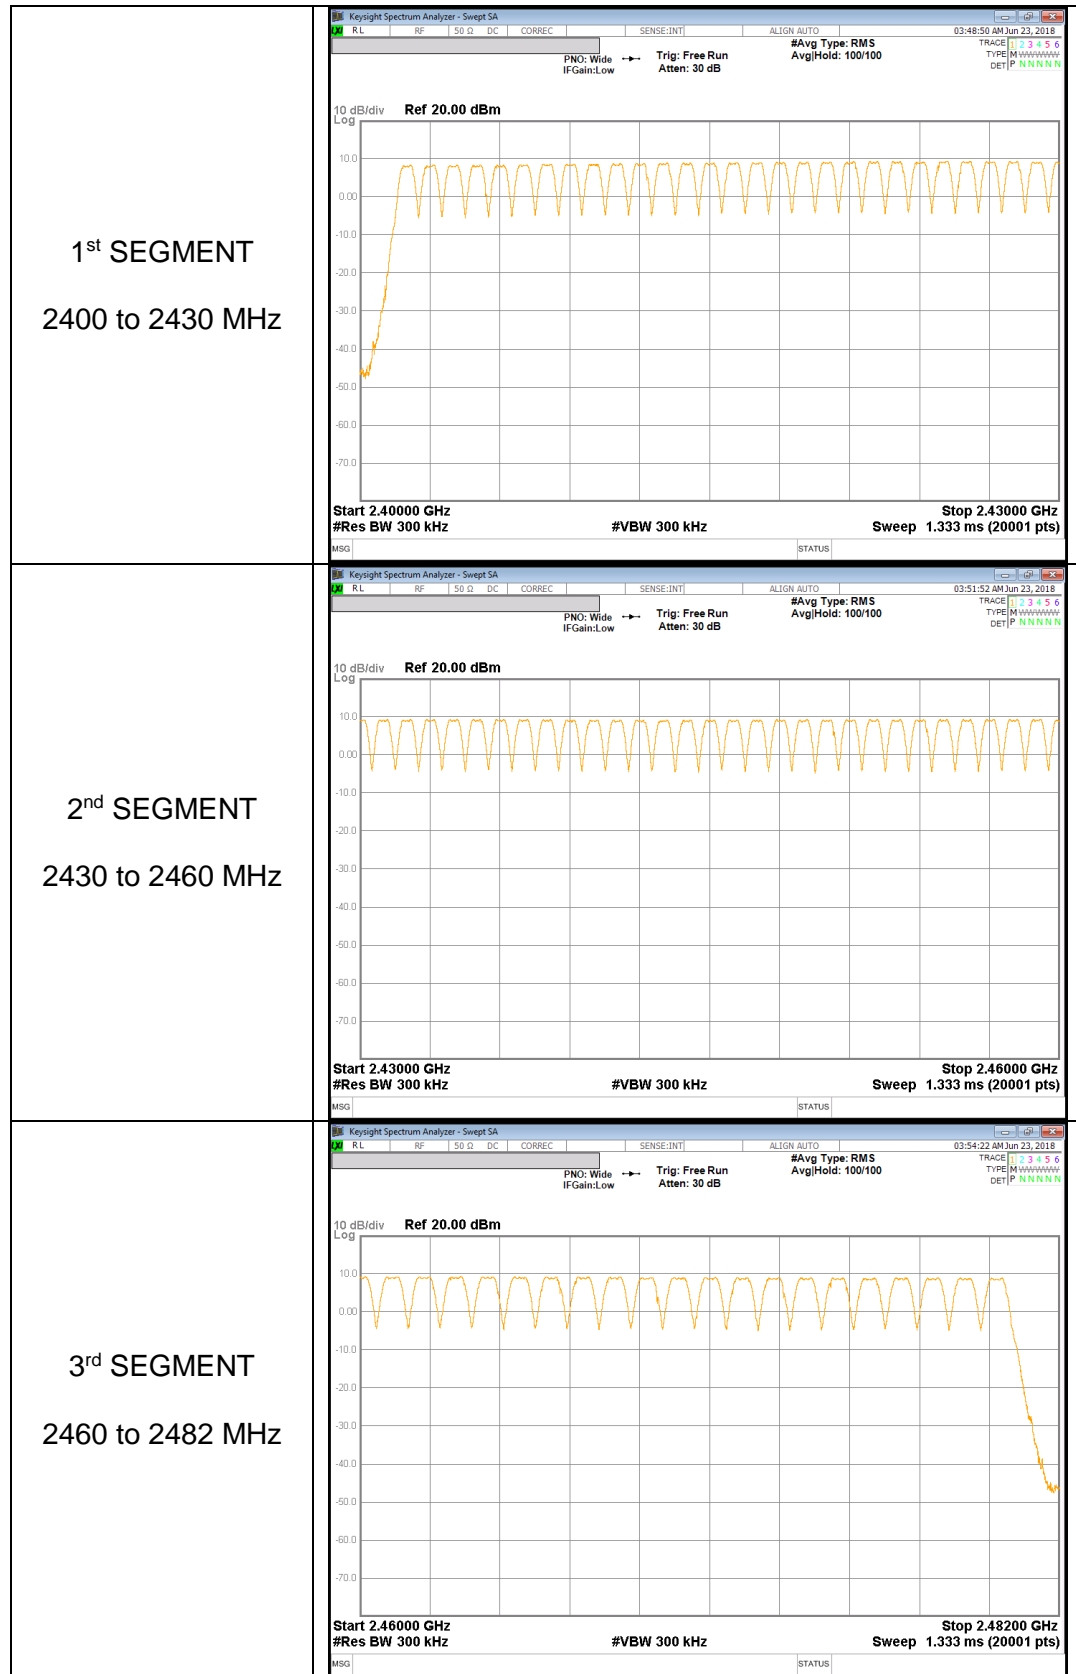 1st SEGMENT
2400 to 2430 MHz
Keysight Spectrum Analyzer - Swept SA
RL RF 50 Ω DC CORREC SENSE:INT ALIGN AUTO 03:48:50 AM Jun 23, 2018
PNO: Wide
IFGain:Low
Trig: Free Run
Atten: 30 dB
#Avg Type: RMS
Avg|Hold: 100/100
TRACE 1 2 3 4 5 6
TYPE M WWWWW
DET P N N N N N
10 dB/div Ref 20.00 dBm
Log
10.0
0.00
-10.0
-20.0
-30.0
-40.0
-50.0
-60.0
-70.0
Start 2.40000 GHz Stop 2.43000 GHz
#Res BW 300 kHz #VBW 300 kHz Sweep 1.333 ms (20001 pts)
MSG STATUS
2nd SEGMENT
2430 to 2460 MHz
Keysight Spectrum Analyzer - Swept SA
RL RF 50 Ω DC CORREC SENSE:INT ALIGN AUTO 03:51:52 AM Jun 23, 2018
PNO: Wide
IFGain:Low
Trig: Free Run
Atten: 30 dB
#Avg Type: RMS
Avg|Hold: 100/100
TRACE 1 2 3 4 5 6
TYPE M WWWWW
DET P N N N N N
10 dB/div Ref 20.00 dBm
Log
10.0
0.00
-10.0
-20.0
-30.0
-40.0
-50.0
-60.0
-70.0
Start 2.43000 GHz Stop 2.46000 GHz
#Res BW 300 kHz #VBW 300 kHz Sweep 1.333 ms (20001 pts)
MSG STATUS
3rd SEGMENT
2460 to 2482 MHz
Keysight Spectrum Analyzer - Swept SA
RL RF 50 Ω DC CORREC SENSE:INT ALIGN AUTO 03:54:22 AM Jun 23, 2018
PNO: Wide
IFGain:Low
Trig: Free Run
Atten: 30 dB
#Avg Type: RMS
Avg|Hold: 100/100
TRACE 1 2 3 4 5 6
TYPE M WWWWW
DET P N N N N N
10 dB/div Ref 20.00 dBm
Log
10.0
0.00
-10.0
-20.0
-30.0
-40.0
-50.0
-60.0
-70.0
Start 2.46000 GHz Stop 2.48200 GHz
#Res BW 300 kHz #VBW 300 kHz Sweep 1.333 ms (20001 pts)
MSG STATUS